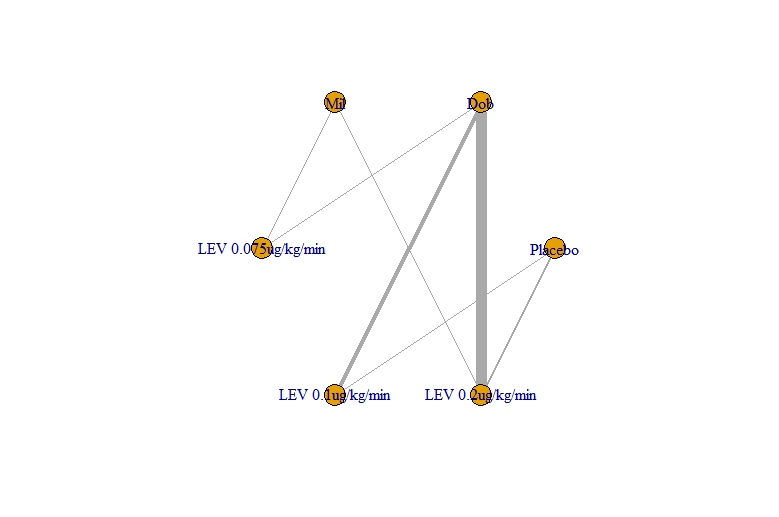 Mil
Dob
LEV 0.075ug/kg/min
Placebo
LEV 0.1ug/kg/min
LEV 0.2ug/kg/min